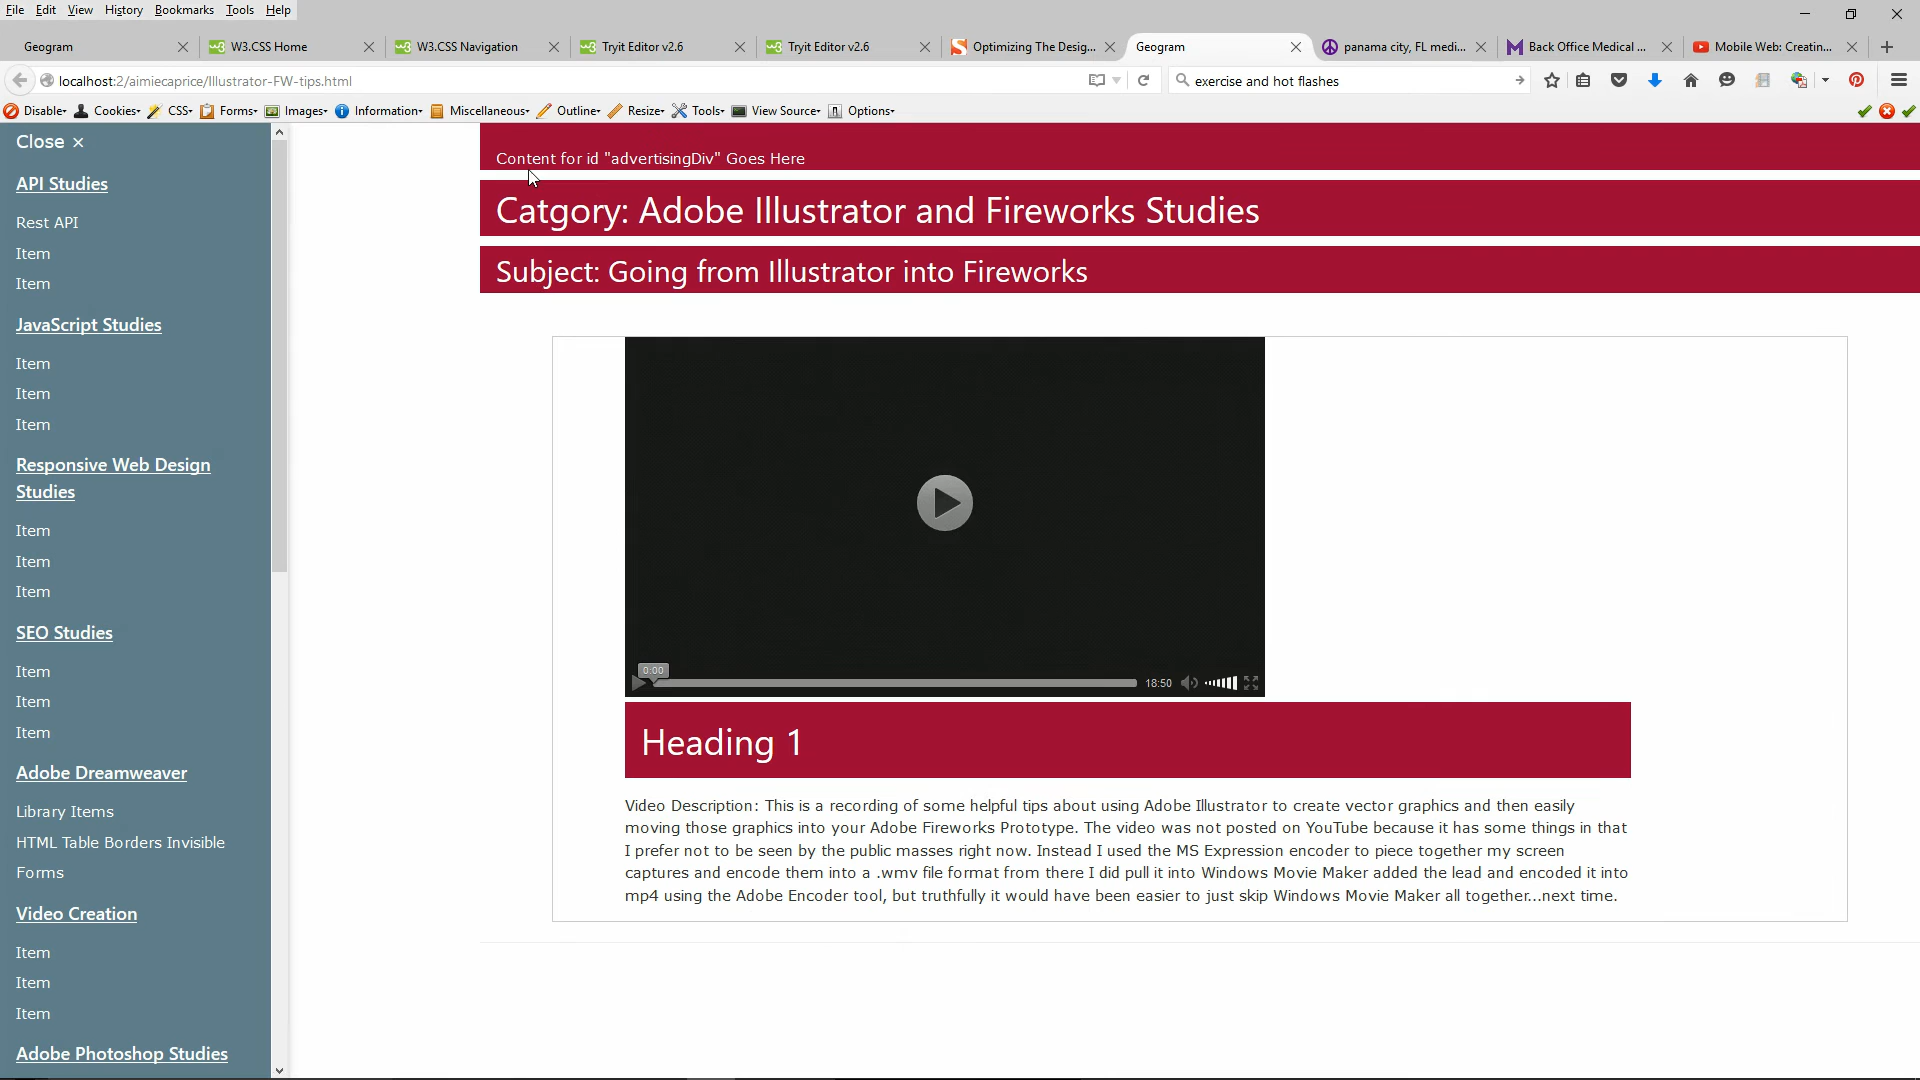 File Edit View History Bookmarks Tools Help
Geogram
W3.CSS Home
W3.CSS Navigation
Tryit Editor v2.6
Tryit Editor v2.6
Optimizing The Desig...
Geogram
panama city, FL medi...
Back Office Medical ...
Mobile Web: Creatin...
localhost:2/aimiecaprice/Illustrator-FW-tips.html
exercise and hot flashes
Disable Cookies CSS Forms Images Information Miscellaneous Outline Resize Tools View Source Options
Close ×
API Studies
Rest API
Item
Item
JavaScript Studies
Item
Item
Item
Responsive Web Design
Studies
Item
Item
Item
SEO Studies
Item
Item
Item
Adobe Dreamweaver
Library Items
HTML Table Borders Invisible
Forms
Video Creation
Item
Item
Item
Adobe Photoshop Studies
Content for id "advertisingDiv" Goes Here
Catgory: Adobe Illustrator and Fireworks Studies
Subject: Going from Illustrator into Fireworks
0:00
18:50
Heading 1
Video Description: This is a recording of some helpful tips about using Adobe Illustrator to create vector graphics and then easily
moving those graphics into your Adobe Fireworks Prototype. The video was not posted on YouTube because it has some things in that
I prefer not to be seen by the public masses right now. Instead I used the MS Expression encoder to piece together my screen
captures and encode them into a .wmv file format from there I did pull it into Windows Movie Maker added the lead and encoded it into
mp4 using the Adobe Encoder tool, but truthfully it would have been easier to just skip Windows Movie Maker all together...next time.